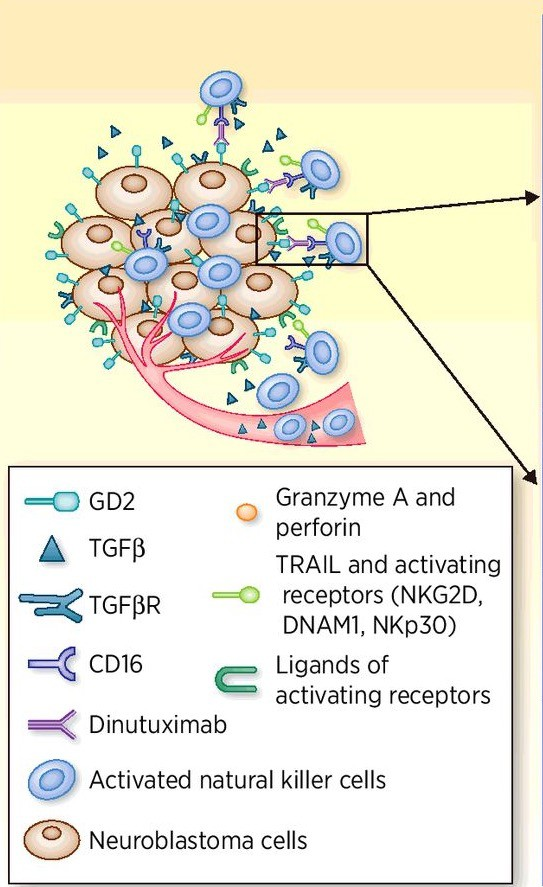 GD2
TGFβ
TGFβR
CD16
Dinutuximab
Activated natural killer cells
Neuroblastoma cells
Granzyme A and
perforin
TRAIL and activating
receptors (NKG2D,
DNAM1, NKp30)
Ligands of
activating receptors